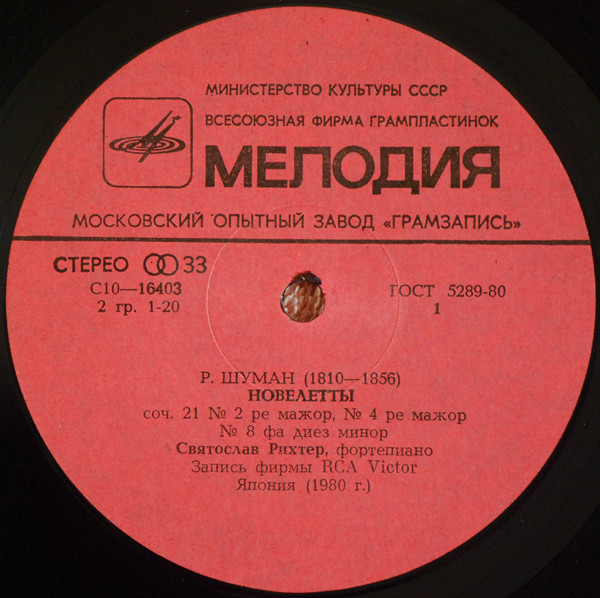 МИНИСТЕРСТВО КУЛЬТУРЫ СССР
ВСЕСОЮЗНАЯ ФИРМА ГРАМПЛАСТИНОК
МЕЛОДИЯ
МОСКОВСКИЙ ОПЫТНЫЙ ЗАВОД «ГРАМЗАПИСЬ»
СТЕРЕО 33
С10—16403
2 гр. 1-20
ГОСТ 5289-80
1
Р. ШУМАН (1810—1856)
НОВЕЛЕТТЫ
соч. 21 № 2 ре мажор, № 4 ре мажор
№ 8 фа диез минор
Святослав Рихтер, фортепиано
Запись фирмы RCA Victor
Япония (1980 г.)